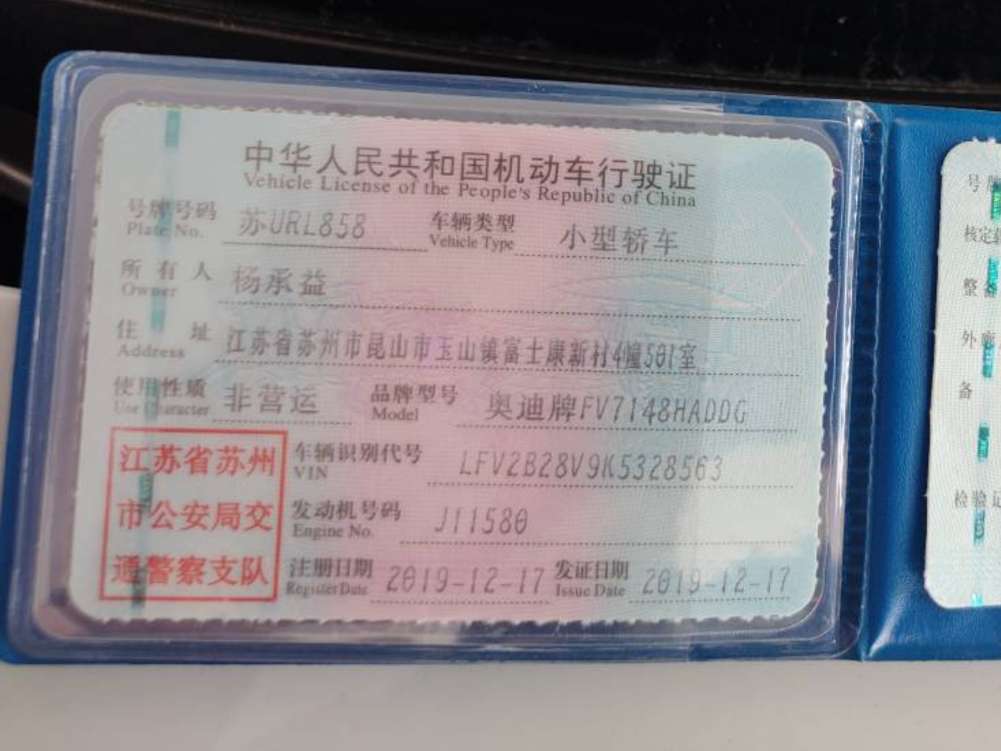 中华人民共和国机动车行驶证
Vehicle License of the People's Republic of China
号牌号码 苏URL858 车辆类型 小型轿车
Plate No. Vehicle Type
所有人 杨承益
Owner
住址 江苏省苏州市昆山市玉山镇富士康新村4幢501室
Address
使用性质 非营运 品牌型号 奥迪牌FV7148HADDG
Use Character Model
江苏省苏州 车辆识别代号 LFV2B28V9K5328563
VIN
市公安局交 发动机号码 J11580
Engine No.
通警察支队 注册日期 2019-12-17 发证日期 2019-12-17
Register Date Issue Date
号牌
核定
整备
外廓
备
检验记